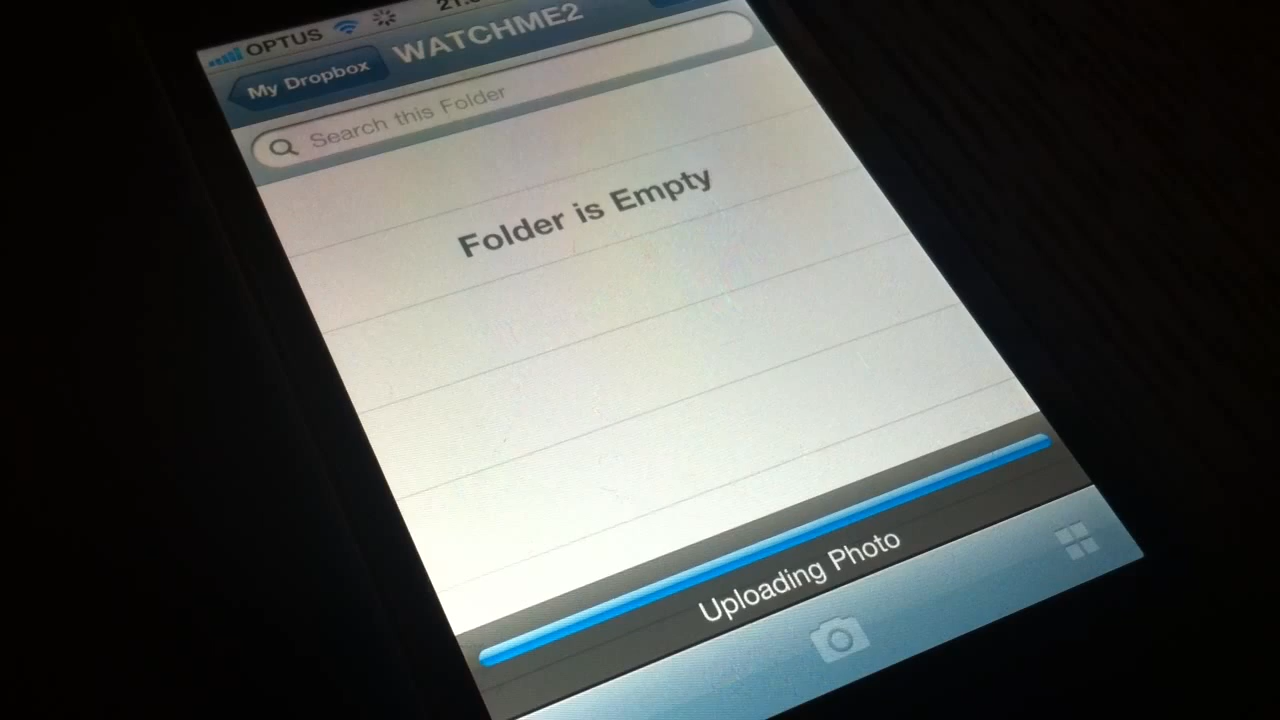 OPTUS
My Dropbox
WATCHME2
Search this Folder
Folder is Empty
Uploading Photo